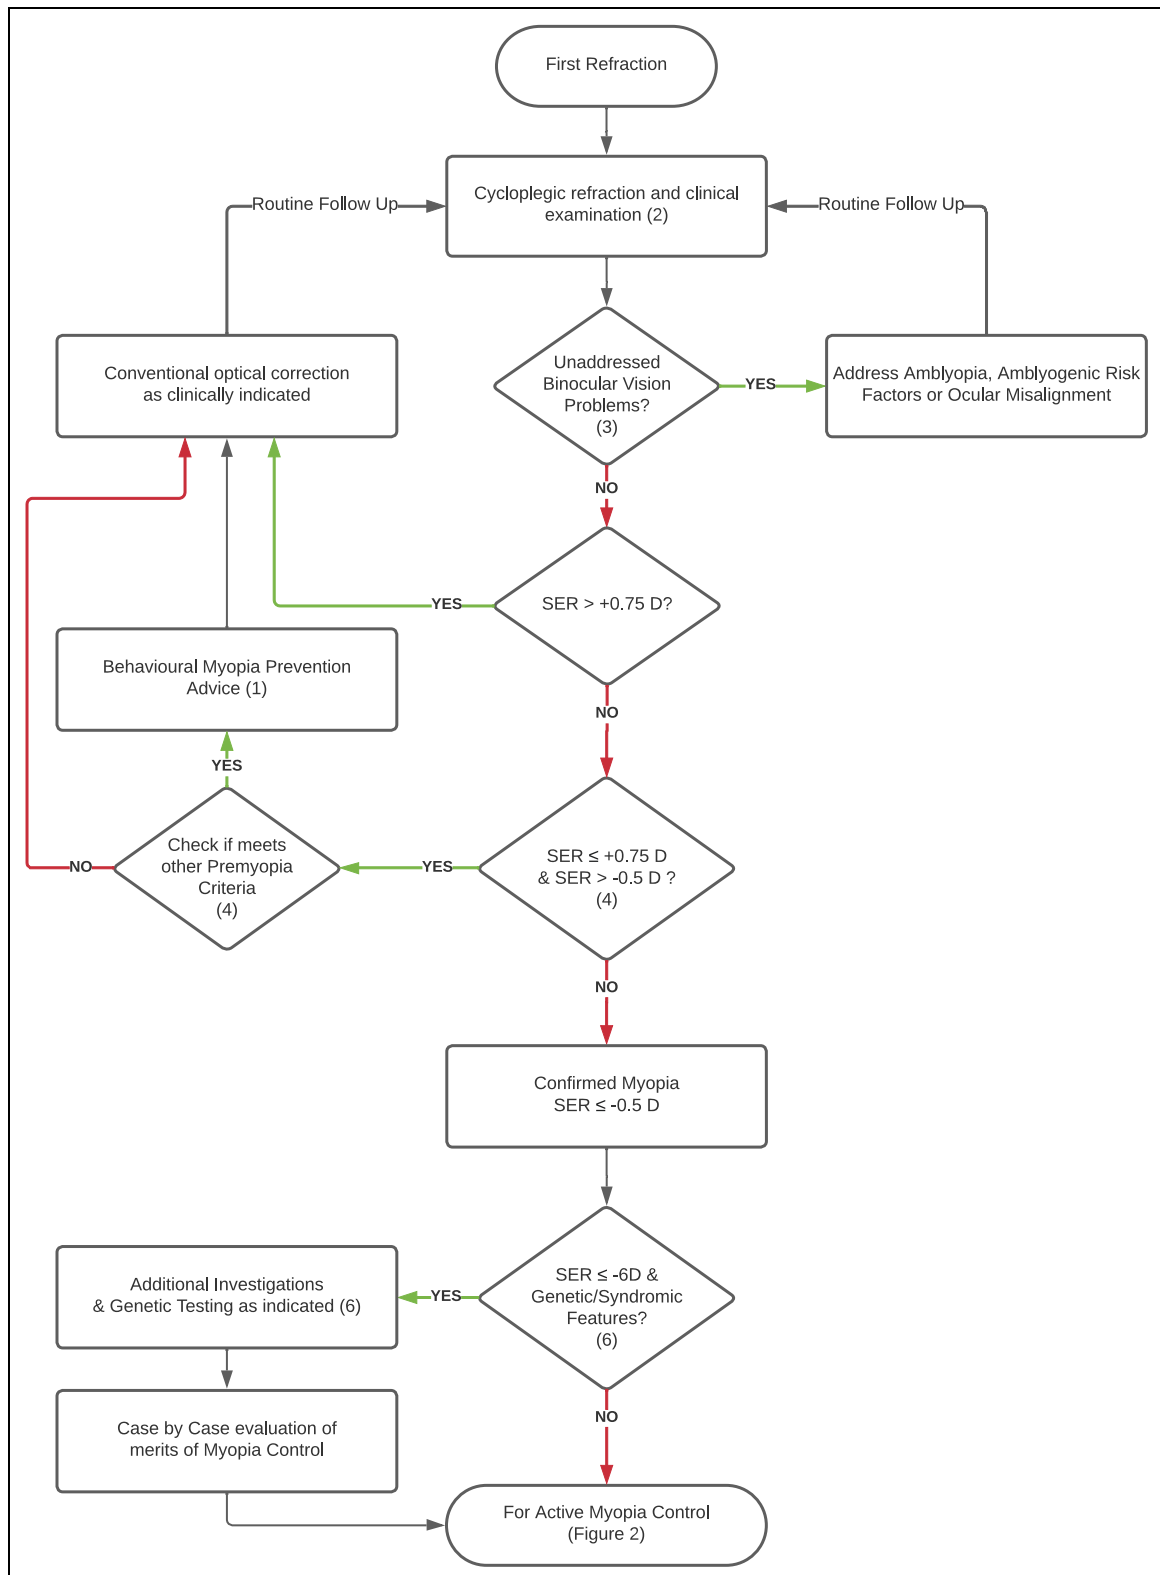 First Refraction
Cycloplegic refraction and clinical
examination (2)
Routine Follow Up
Routine Follow Up
Conventional optical correction
as clinically indicated
Unaddressed
Binocular Vision
Problems?
(3)
YES
Address Amblyopia, Amblyogenic Risk
Factors or Ocular Misalignment
NO
SER > +0.75 D?
YES
Behavioural Myopia Prevention
Advice (1)
NO
YES
Check if meets
other Premyopia
Criteria
(4)
NO
YES
SER ≤ +0.75 D
& SER > -0.5 D ?
(4)
NO
Confirmed Myopia
SER ≤ -0.5 D
SER ≤ -6D &
Genetic/Syndromic
Features?
(6)
YES
Additional Investigations
& Genetic Testing as indicated (6)
Case by Case evaluation of
merits of Myopia Control
NO
For Active Myopia Control
(Figure 2)